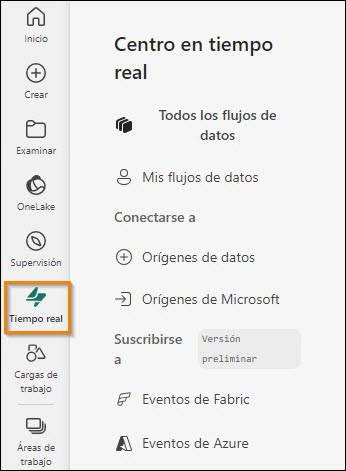 Inicio
Crear
Examinar
OneLake
Supervisión
Tiempo real
Cargas de
trabajo
Áreas de
trabajo
Centro en tiempo
real
Todos los flujos de
datos
Mis flujos de datos
Conectarse a
Orígenes de datos
Orígenes de Microsoft
Suscribirse
a
Versión
preliminar
Eventos de Fabric
Eventos de Azure